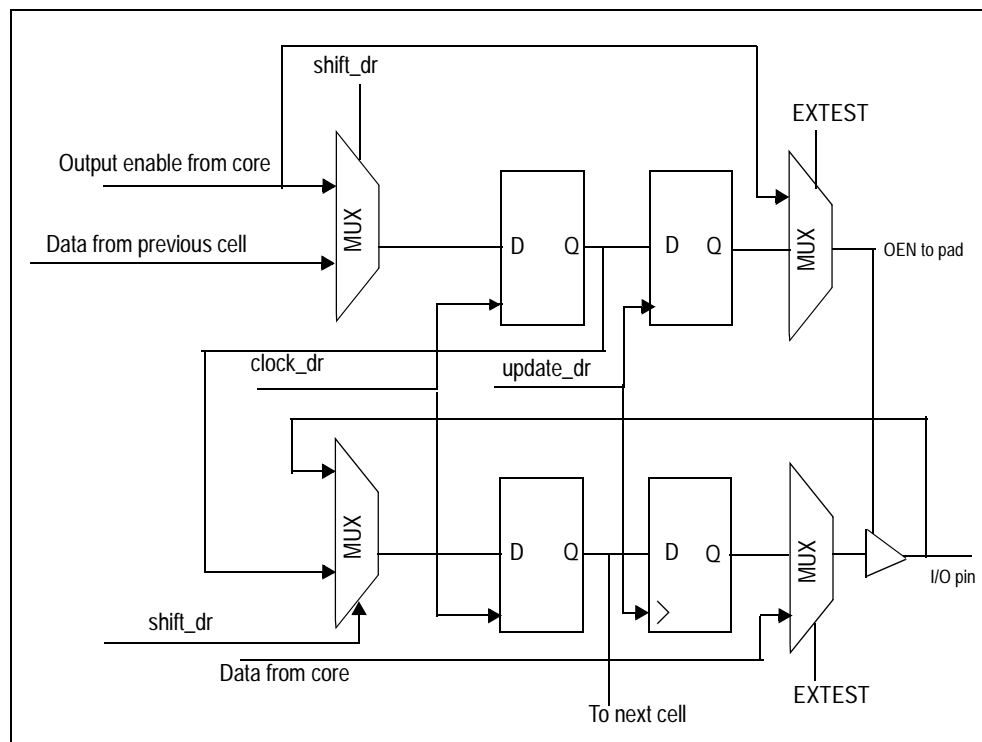 shift_dr
EXTEST
Output enable from core
MUX
D Q
D Q
MUX
Data from previous cell
OEN to pad
clock_dr
update_dr
MUX
D Q
D Q
MUX
I/O pin
shift_dr
Data from core
EXTEST
To next cell